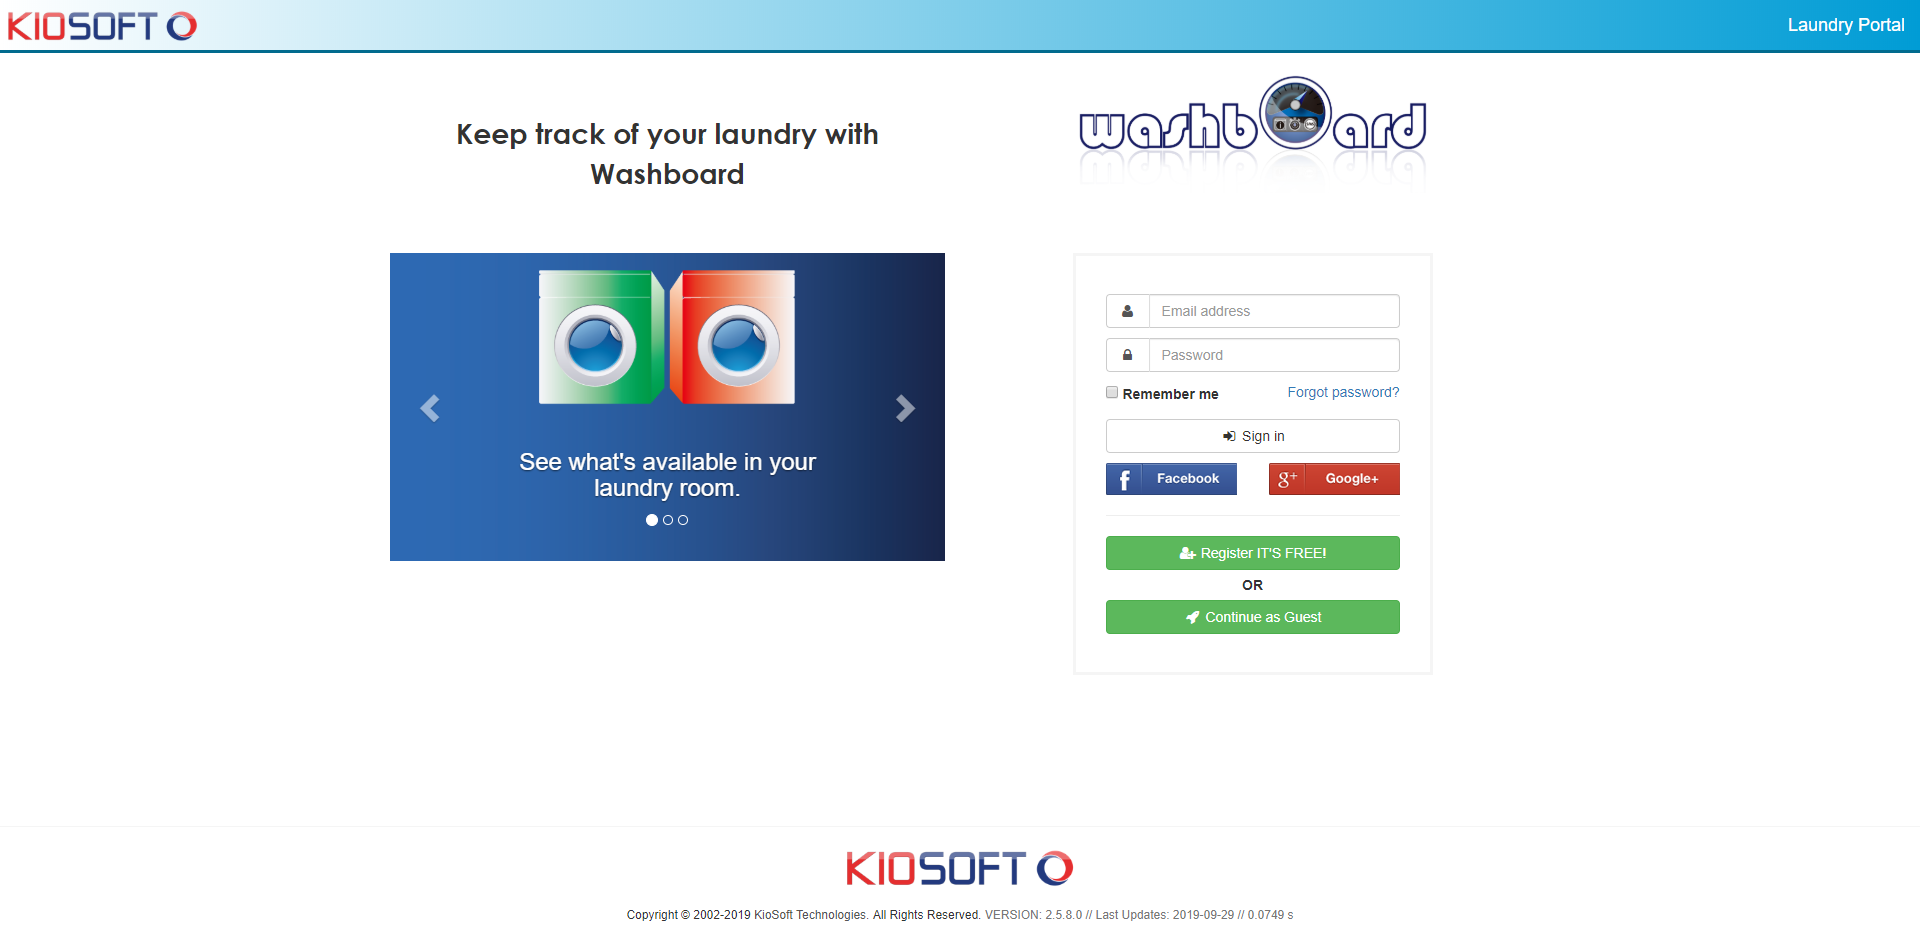 KIOSOFT
Laundry Portal
Keep track of your laundry with
Washboard
washboard
See what's available in your
laundry room.
Email address
Password
Remember me
Forgot password?
Sign in
f Facebook
g+ Google+
Register IT'S FREE!
OR
Continue as Guest
KIOSOFT
Copyright © 2002-2019 KioSoft Technologies. All Rights Reserved. VERSION: 2.5.8.0 // Last Updates: 2019-09-29 // 0.0749 s